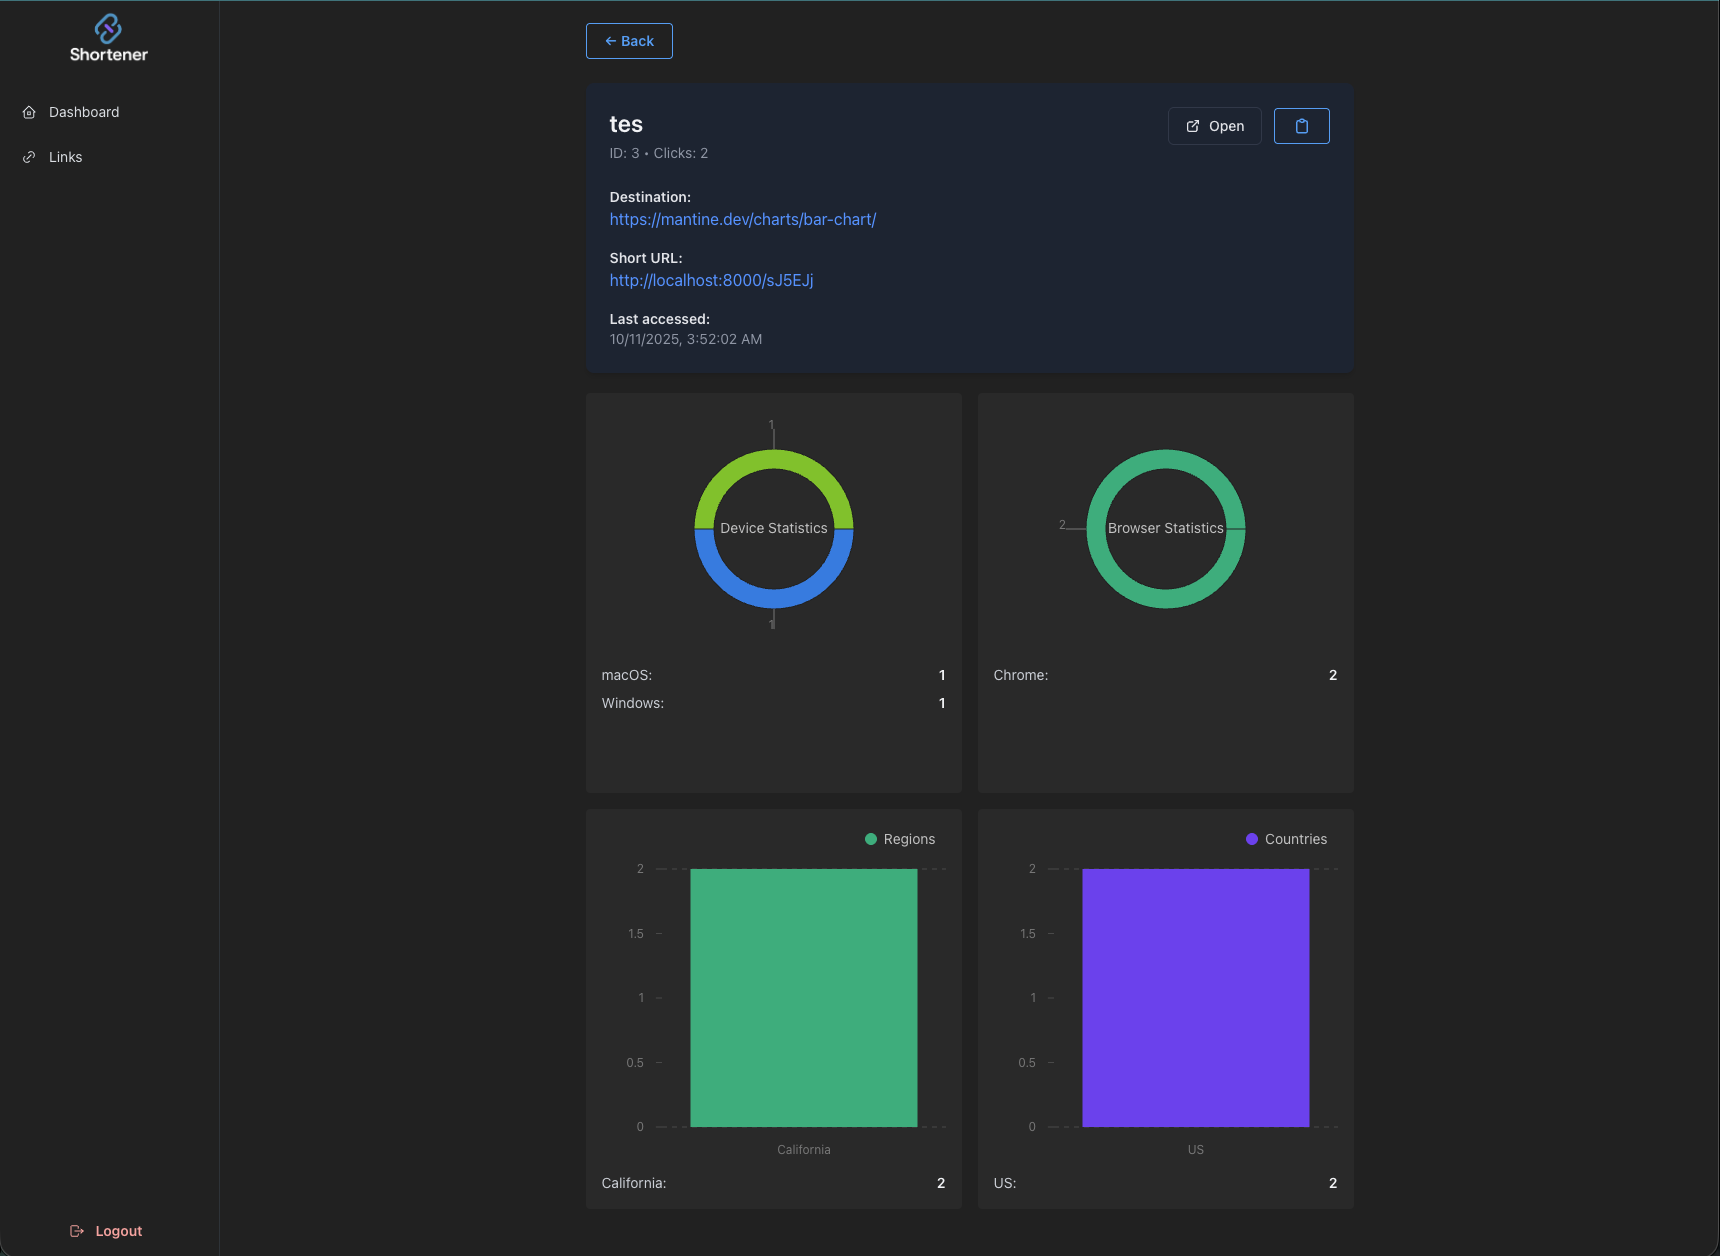 Shortener
Dashboard
Links
Logout
← Back
tes
ID: 3 • Clicks: 2
Open
Destination:
https://mantine.dev/charts/bar-chart/
Short URL:
http://localhost:8000/sJ5EJj
Last accessed:
10/11/2025, 3:52:02 AM
1
Device Statistics
1
macOS: 1
Windows: 1
2
Browser Statistics
Chrome: 2
Regions
2
1.5
1
0.5
0
California
California: 2
Countries
2
1.5
1
0.5
0
US
US: 2